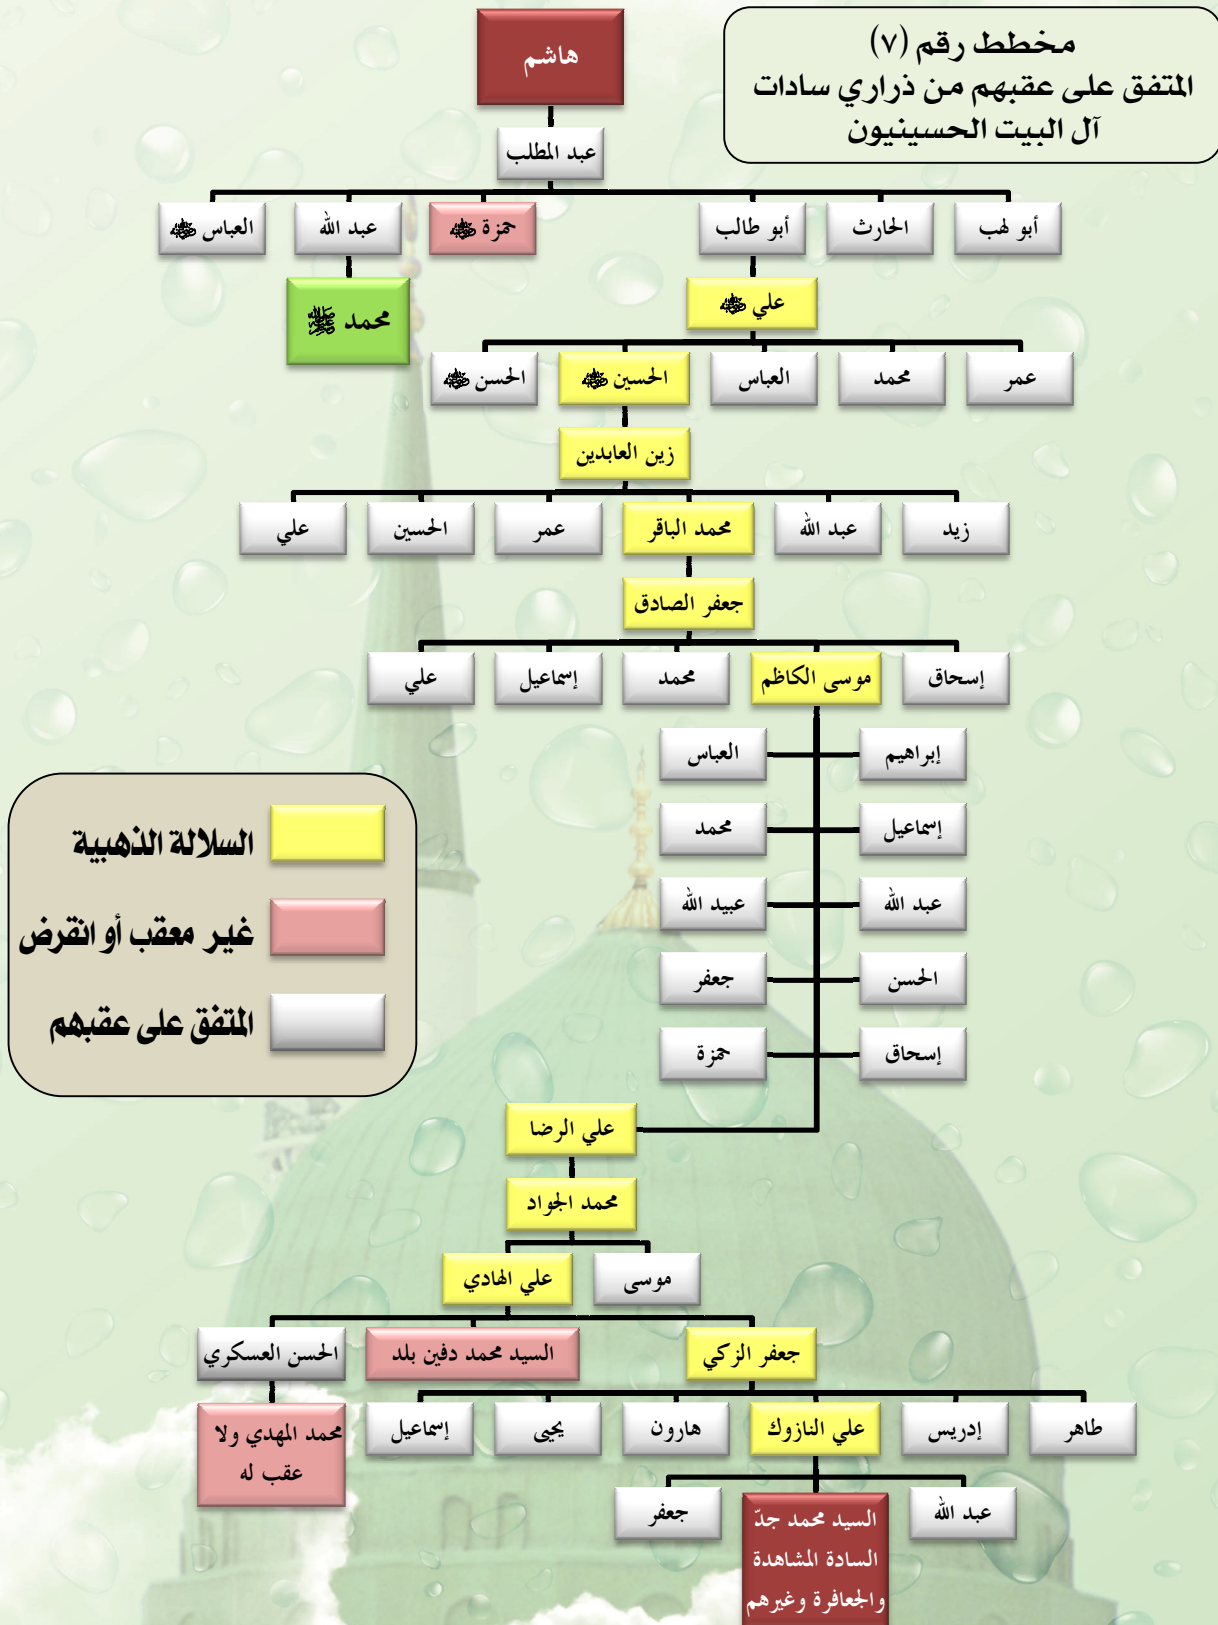 مخطط رقم (٧)
المتفق على عقبهم من ذراري سادات
آل البيت الحسينيون
هاشم
عبد المطلب
أبو لهب
الحارث
أبو طالب
حمزة ﵁
عبد الله
العباس ﵁
علي ﵁
محمد ﷺ
عمر
محمد
العباس
الحسين ﵁
الحسن ﵁
زين العابدين
زيد
عبد الله
محمد الباقر
عمر
الحسين
علي
جعفر الصادق
إسحاق
موسى الكاظم
محمد
إسماعيل
علي
إبراهيم
العباس
إسماعيل
محمد
عبد الله
عبيد الله
الحسن
جعفر
إسحاق
حمزة
السلالة الذهبية
غير معقب أو انقرض
المتفق على عقبهم
علي الرضا
محمد الجواد
موسى
علي الهادي
جعفر الزكي
السيد محمد دفين بلد
الحسن العسكري
طاهر
إدريس
علي النازوك
هارون
يحيى
إسماعيل
محمد المهدي ولا
عقب له
عبد الله
السيد محمد جدّ
السادة المشاهدة
والجعافرة وغيرهم
جعفر